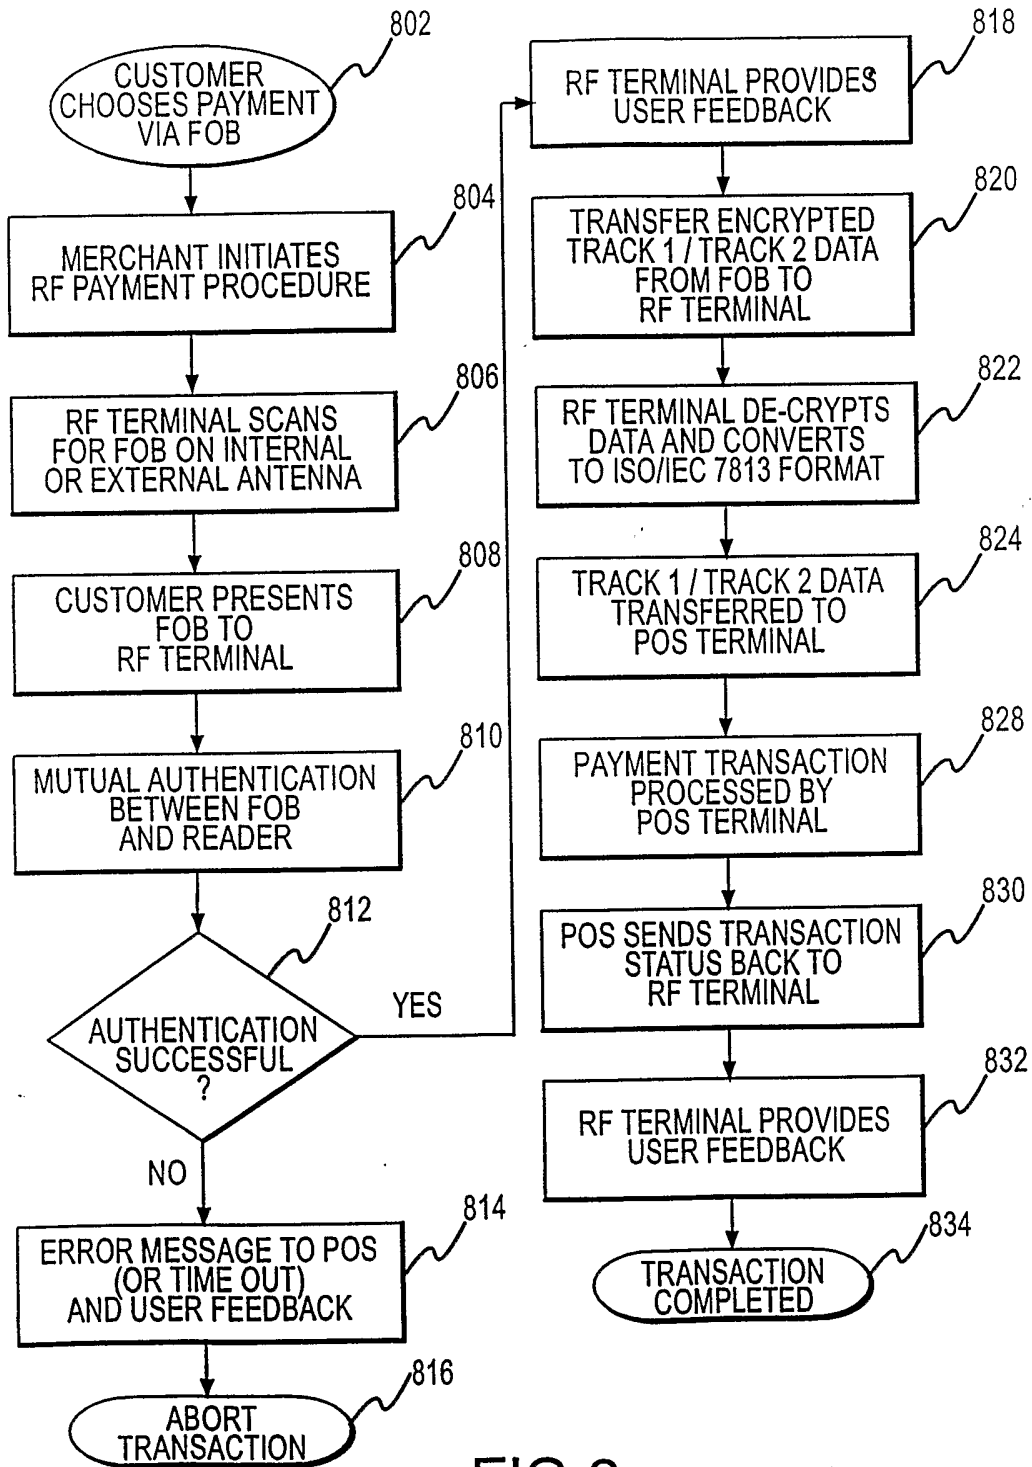 802
CUSTOMER
CHOOSES PAYMENT
VIA FOB
804
MERCHANT INITIATES
RF PAYMENT PROCEDURE
806
RF TERMINAL SCANS
FOR FOB ON INTERNAL
OR EXTERNAL ANTENNA
808
CUSTOMER PRESENTS
FOB TO
RF TERMINAL
810
MUTUAL AUTHENTICATION
BETWEEN FOB
AND READER
812
AUTHENTICATION
SUCCESSFUL
?
YES
NO
814
ERROR MESSAGE TO POS
(OR TIME OUT)
AND USER FEEDBACK
816
ABORT
TRANSACTION
818
RF TERMINAL PROVIDES
USER FEEDBACK
820
TRANSFER ENCRYPTED
TRACK 1 / TRACK 2 DATA
FROM FOB TO
RF TERMINAL
822
RF TERMINAL DE-CRYPTS
DATA AND CONVERTS
TO ISO/IEC 7813 FORMAT
824
TRACK 1 / TRACK 2 DATA
TRANSFERRED TO
POS TERMINAL
828
PAYMENT TRANSACTION
PROCESSED BY
POS TERMINAL
830
POS SENDS TRANSACTION
STATUS BACK TO
RF TERMINAL
832
RF TERMINAL PROVIDES
USER FEEDBACK
834
TRANSACTION
COMPLETED